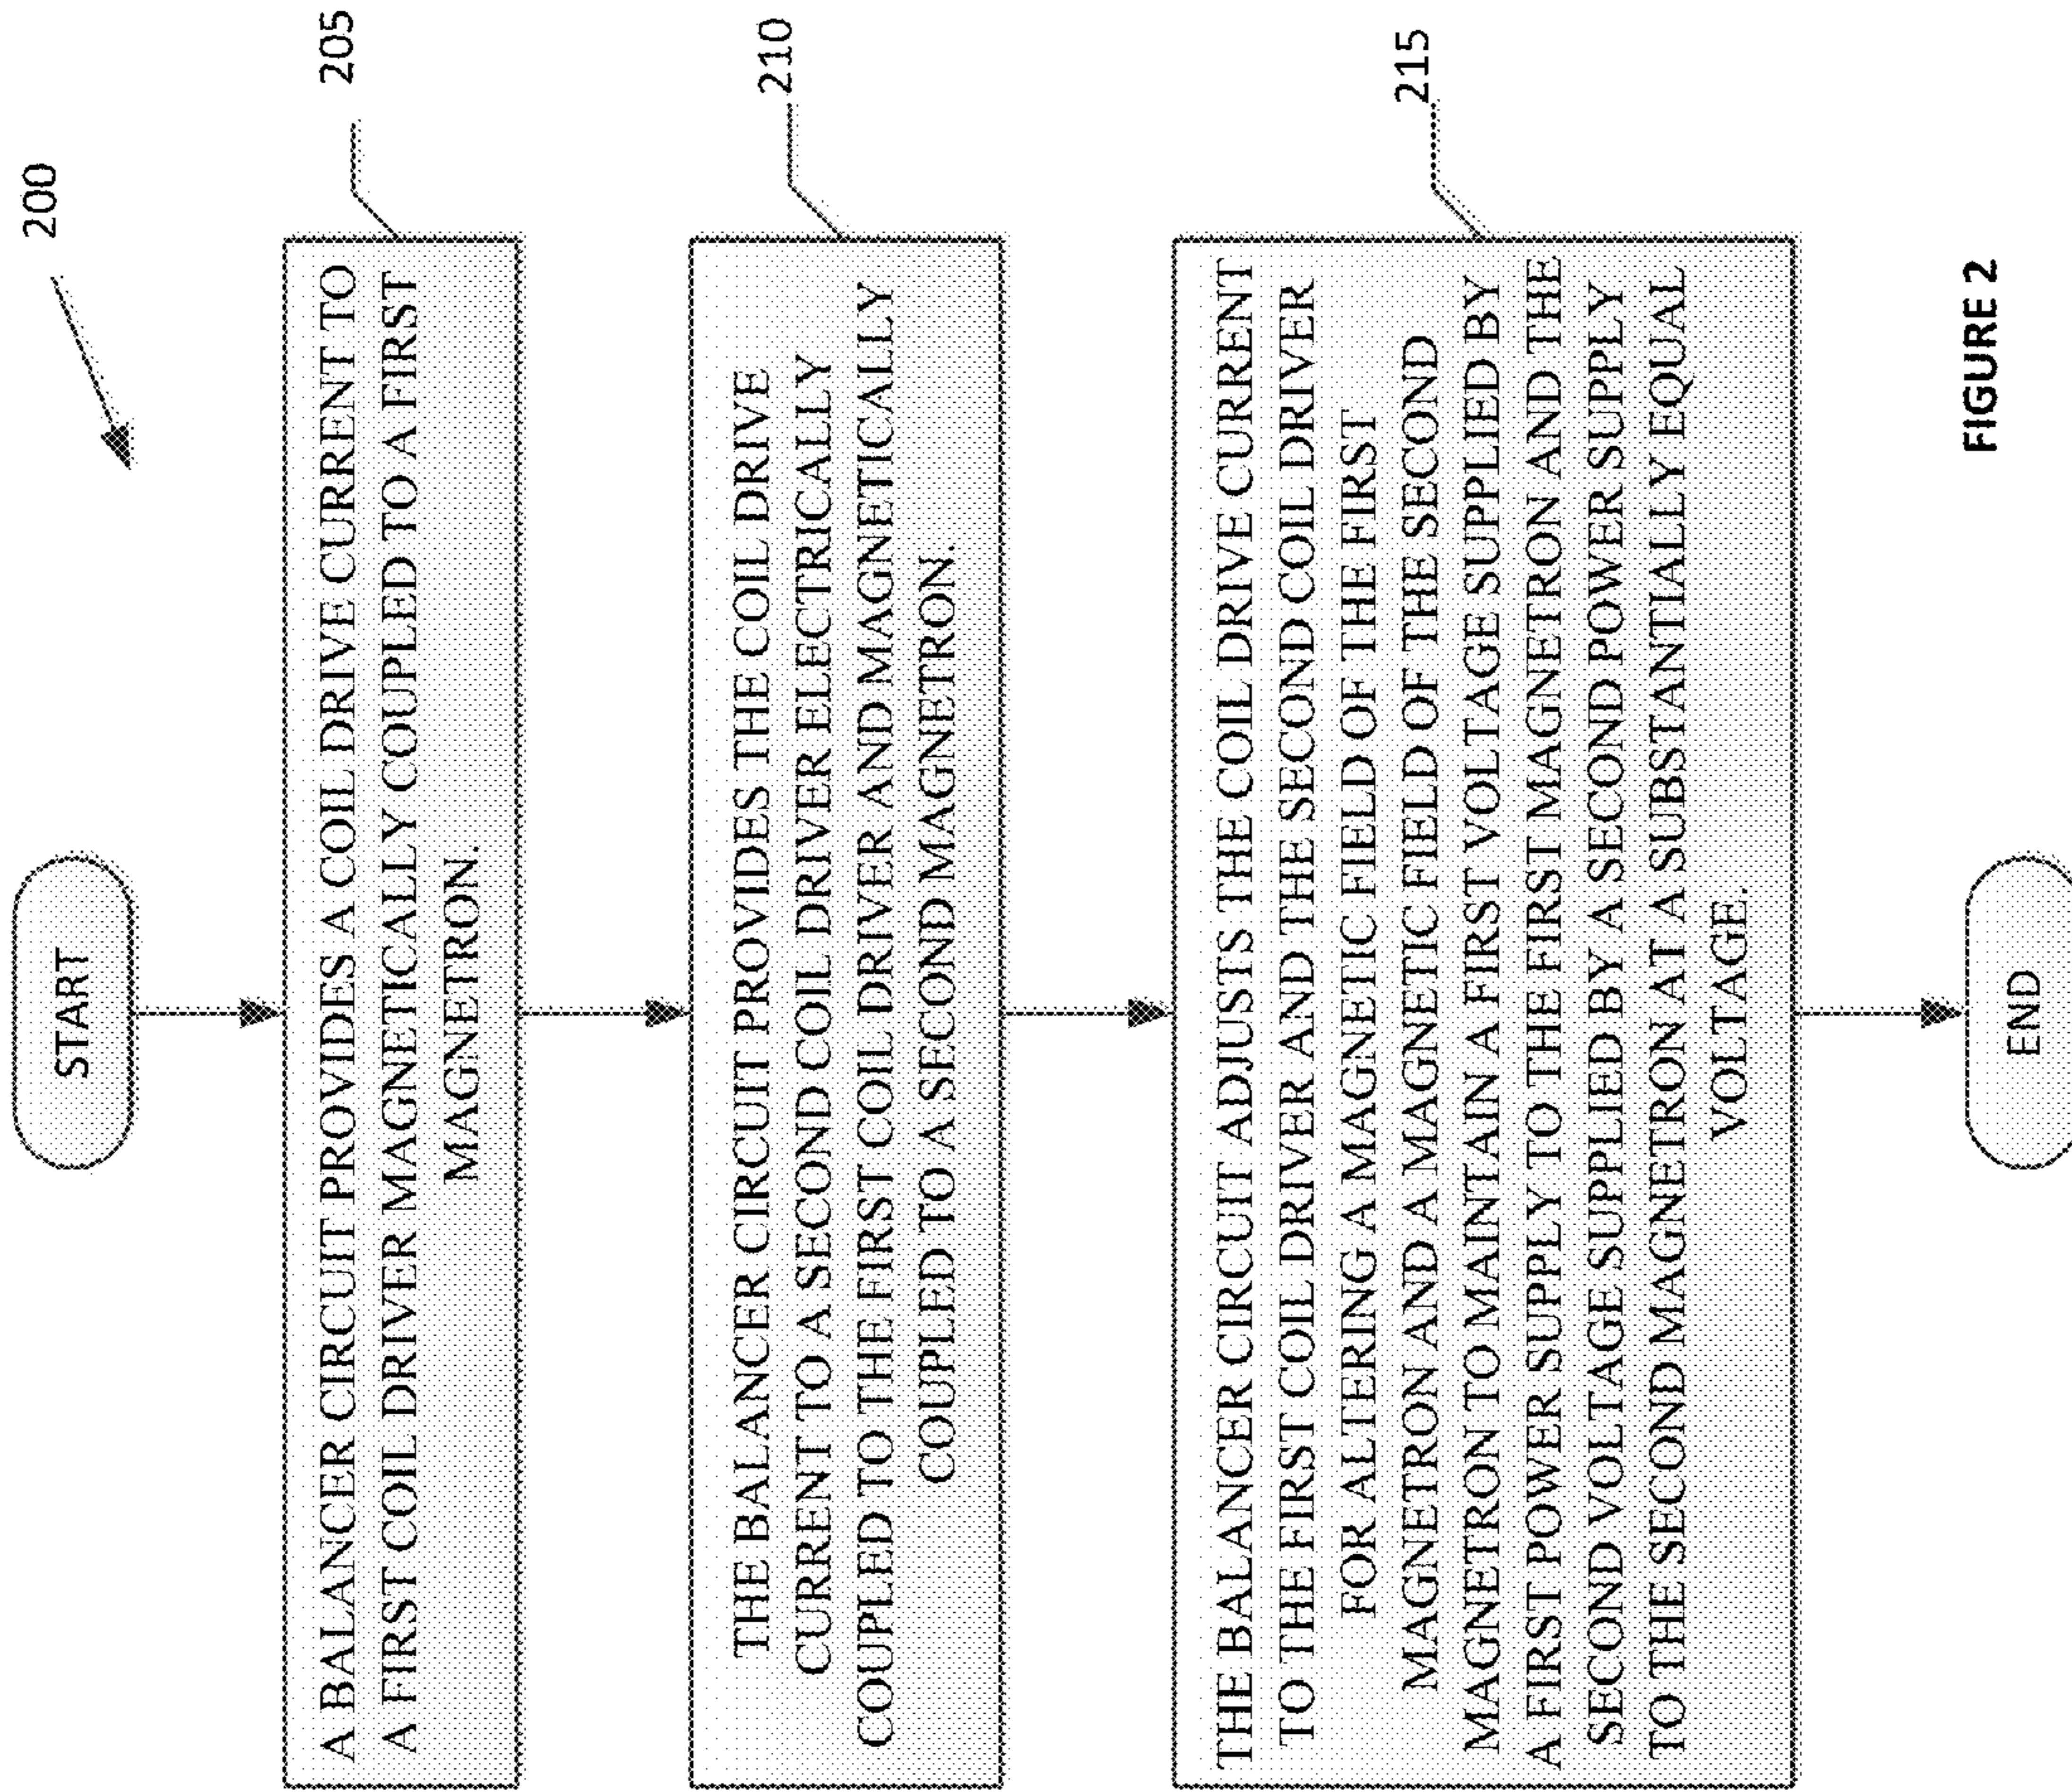 200
START
A BALANCER CIRCUIT PROVIDES A COIL DRIVE CURRENT TO
A FIRST COIL DRIVER MAGNETICALLY COUPLED TO A FIRST
MAGNETRON.
205
THE BALANCER CIRCUIT PROVIDES THE COIL DRIVE
CURRENT TO A SECOND COIL DRIVER ELECTRICALLY
COUPLED TO THE FIRST COIL DRIVER AND MAGNETICALLY
COUPLED TO A SECOND MAGNETRON.
210
THE BALANCER CIRCUIT ADJUSTS THE COIL DRIVE CURRENT
TO THE FIRST COIL DRIVER AND THE SECOND COIL DRIVER
FOR ALTERING A MAGNETIC FIELD OF THE FIRST
MAGNETRON AND A MAGNETIC FIELD OF THE SECOND
MAGNETRON TO MAINTAIN A FIRST VOLTAGE SUPPLIED BY
A FIRST POWER SUPPLY TO THE FIRST MAGNETRON AND THE
SECOND VOLTAGE SUPPLIED BY A SECOND POWER SUPPLY
TO THE SECOND MAGNETRON AT A SUBSTANTIALLY EQUAL
VOLTAGE.
215
END
FIGURE 2